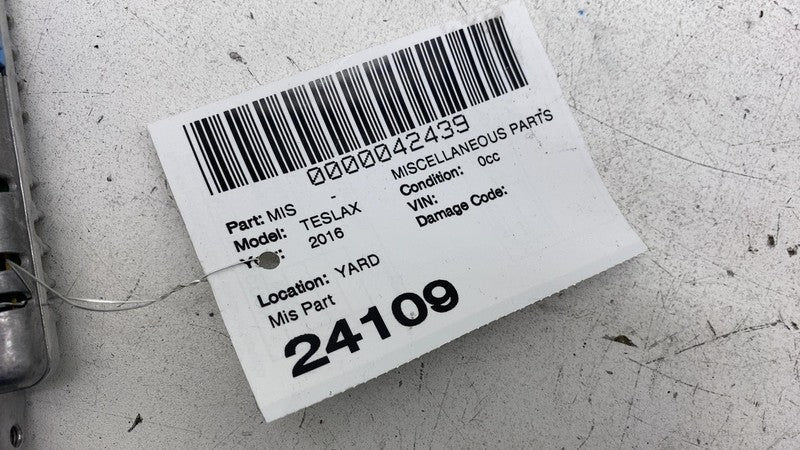 0000042439
Part: MIS - MISCELLANEOUS PARTS
Model: TESLAX Condition: 0cc
2016 VIN:
Damage Code:
Location: YARD
Mis Part
24109